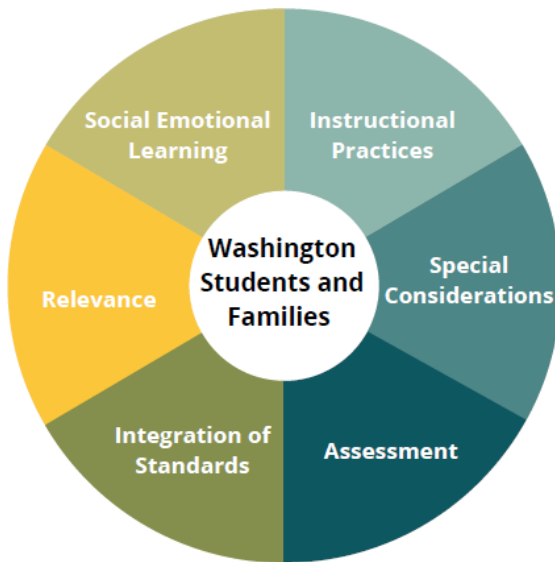 Social Emotional
Learning
Instructional
Practices
Washington
Students and
Families
Special
Considerations
Relevance
Integration of
Standards
Assessment